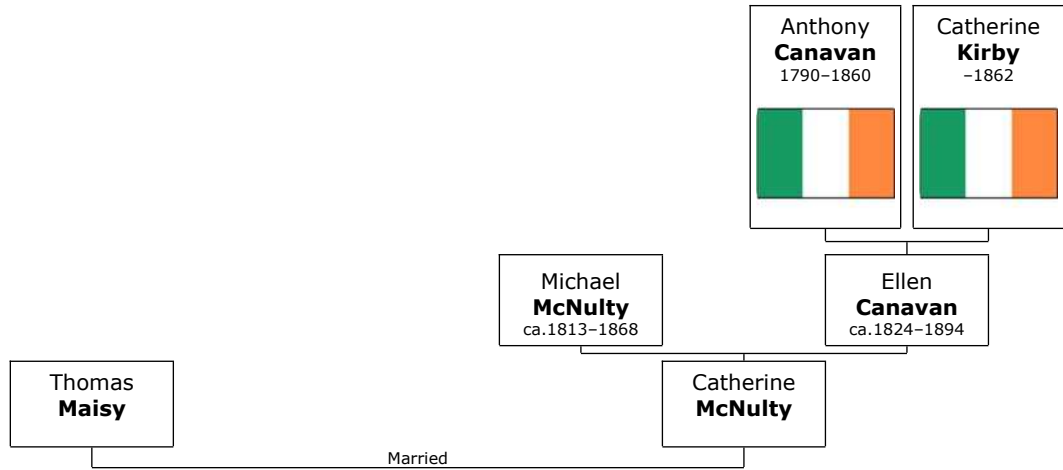 Anthony
Canavan
1790–1860
Catherine
Kirby
–1862
Michael
McNulty
ca.1813–1868
Ellen
Canavan
ca.1824–1894
Thomas
Maisy
Catherine
McNulty
Married